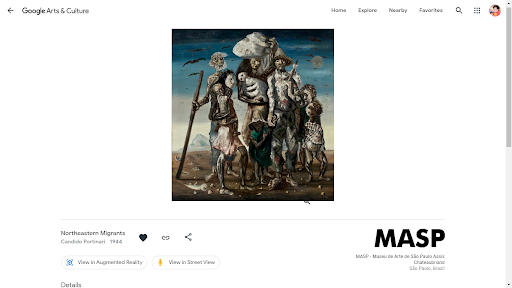 Google Arts & Culture
Home
Explore
Nearby
Favorites
Northeastern Migrants
Candido Portinari 1944
View in Augmented Reality
View in Street View
MASP
MASP - Museu de Arte de São Paulo Assis
Chateaubriand
São Paulo, Brazil
Details